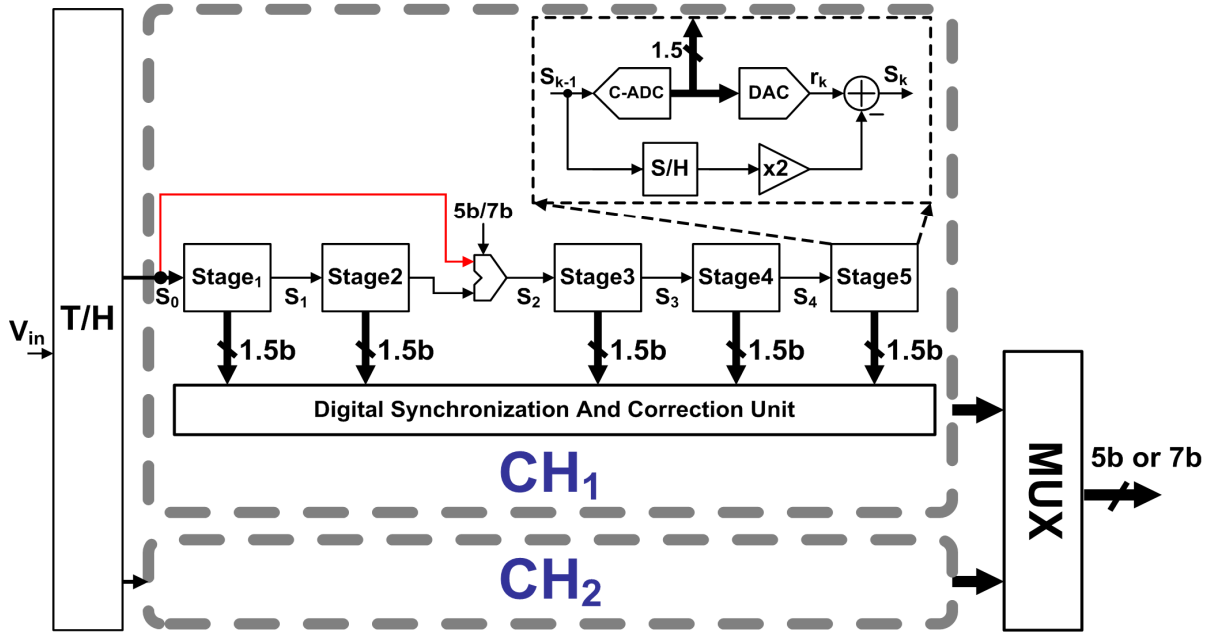 1.5
S_{k-1}
C-ADC
DAC
r_k
S_k
S/H
x2
5b/7b
T/H
V_{in}
S_0
Stage_1
S_1
Stage2
S_2
Stage3
S_3
Stage4
S_4
Stage5
1.5b
1.5b
1.5b
1.5b
1.5b
Digital Synchronization And Correction Unit
CH_1
MUX
5b or 7b
CH_2